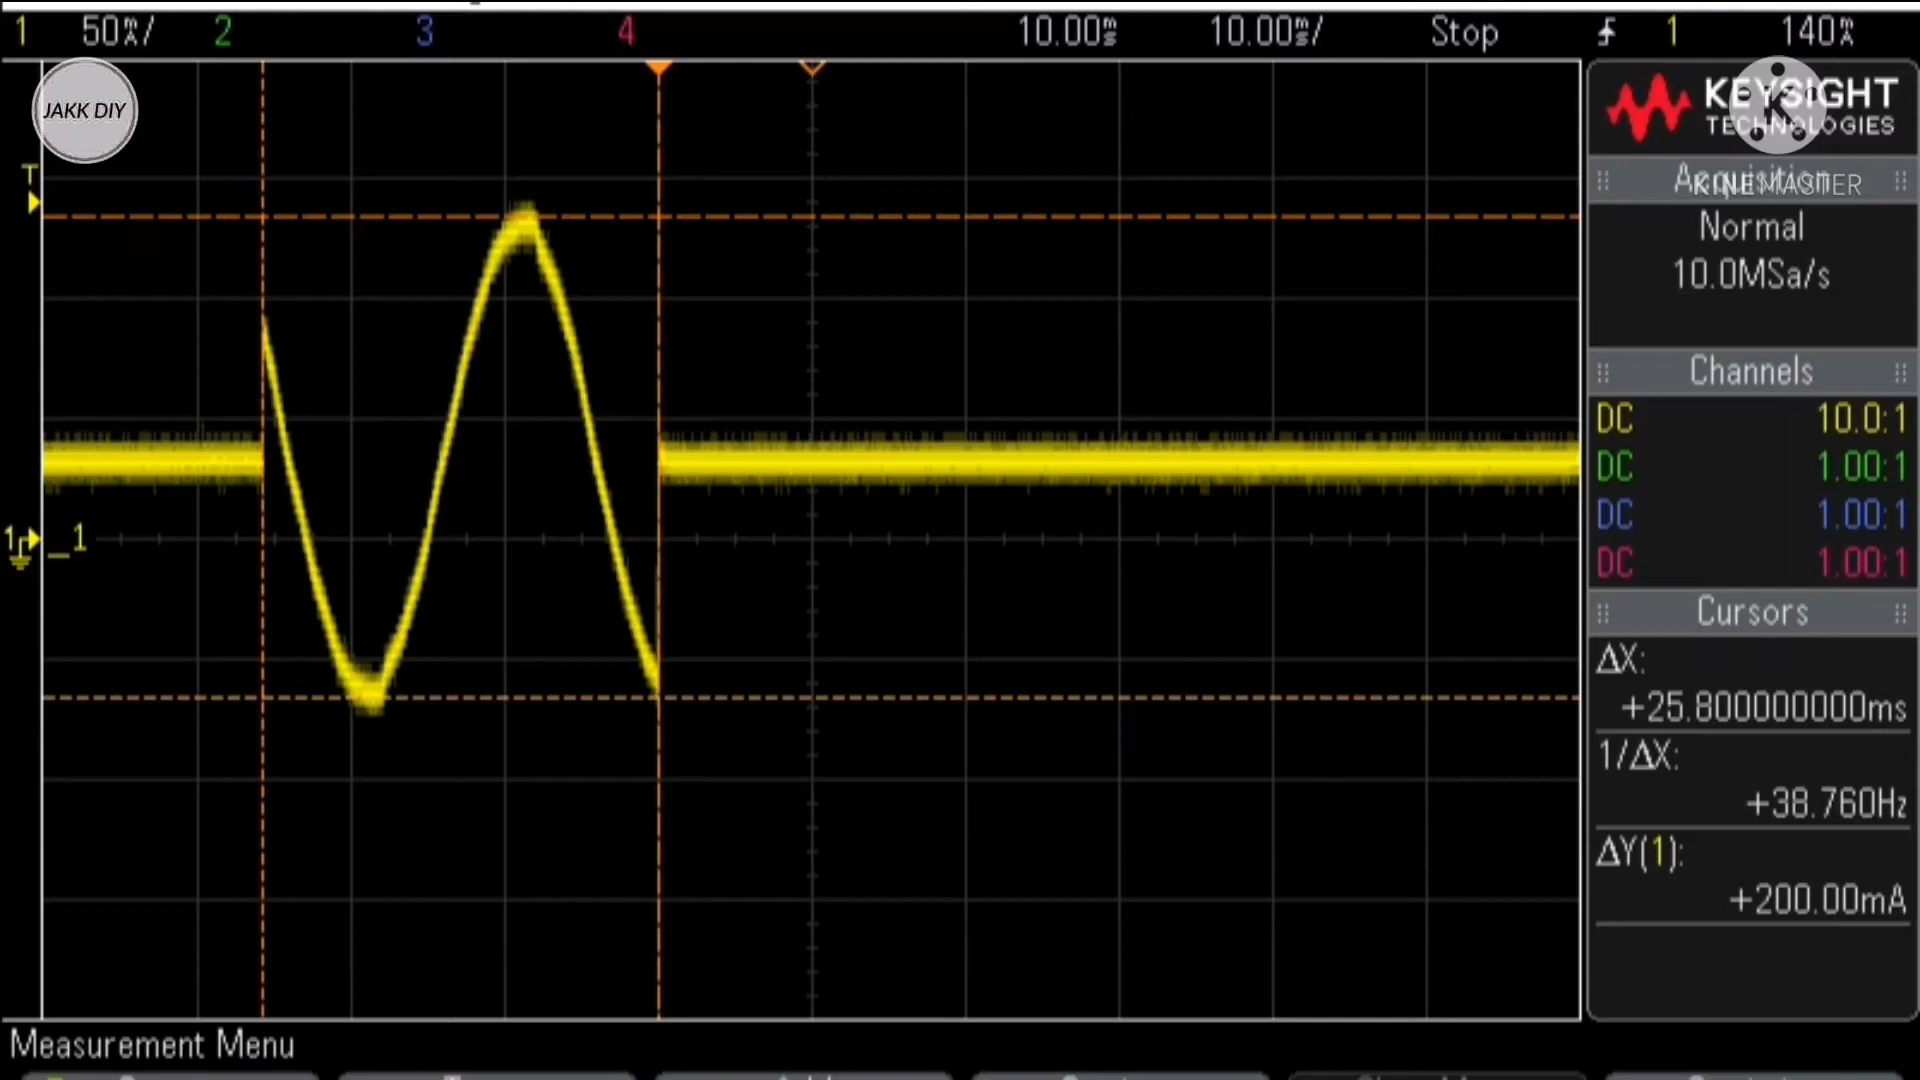 1 50mA/ 2 3 4 10.00ms 10.00ms/ Stop 1 140mA
JAKK DIY
KEYSIGHT
TECHNOLOGIES
T
Acquisition
KINEMASTER
Normal
10.0MSa/s
Channels
DC 10.0:1
DC 1.00:1
DC 1.00:1
DC 1.00:1
1 1
Cursors
ΔX:
+25.800000000ms
1/ΔX:
+38.760Hz
ΔY(1):
+200.00mA
Measurement Menu